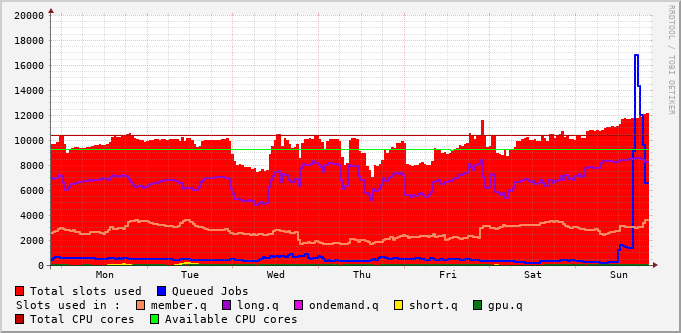 20000
18000
16000
14000
12000
10000
8000
6000
4000
2000
0
Mon Tue Wed Thu Fri Sat Sun
RRDTOOL / TOBI OETIKER
Total slots used Queued Jobs
Slots used in : member.q long.q ondemand.q short.q gpu.q
Total CPU cores Available CPU cores